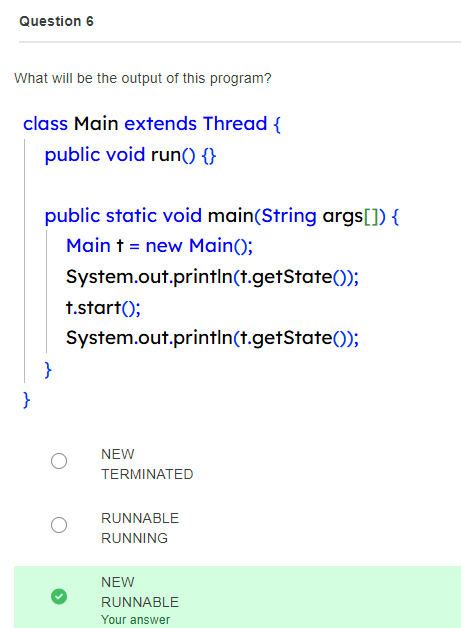 Question 6
What will be the output of this program?
class Main extends Thread {
public void run() {}
public static void main(String args[]) {
Main t = new Main();
System.out.println(t.getState());
t.start();
System.out.println(t.getState());
}
}
NEW
TERMINATED
RUNNABLE
RUNNING
NEW
RUNNABLE
Your answer